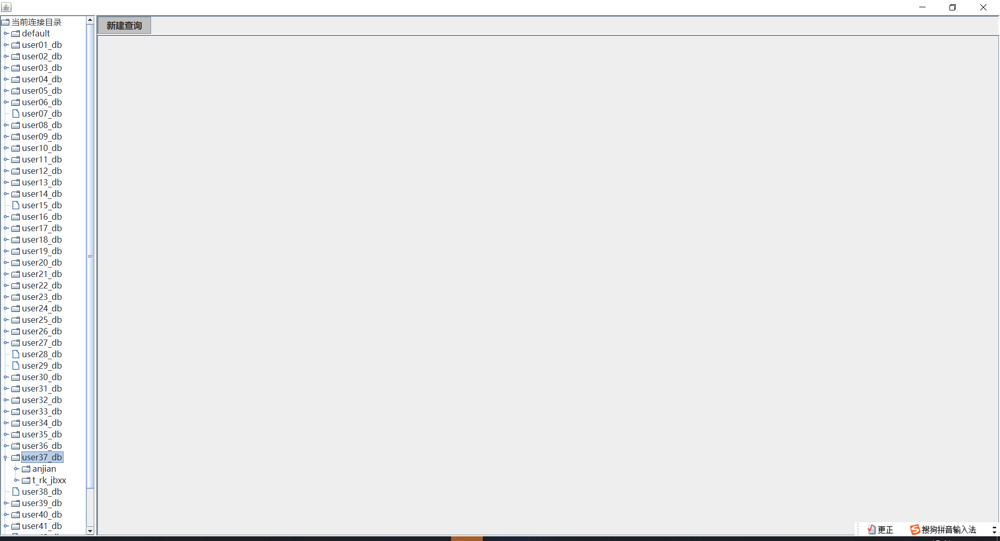 当前连接目录
新建查询
default
user01_db
user02_db
user03_db
user04_db
user05_db
user06_db
user07_db
user08_db
user09_db
user10_db
user11_db
user12_db
user13_db
user14_db
user15_db
user16_db
user17_db
user18_db
user19_db
user20_db
user21_db
user22_db
user23_db
user24_db
user25_db
user26_db
user27_db
user28_db
user29_db
user30_db
user31_db
user32_db
user33_db
user34_db
user35_db
user36_db
user37_db
anjian
t_rk_jbxx
user38_db
user39_db
user40_db
user41_db
更正 搜狗拼音输入法